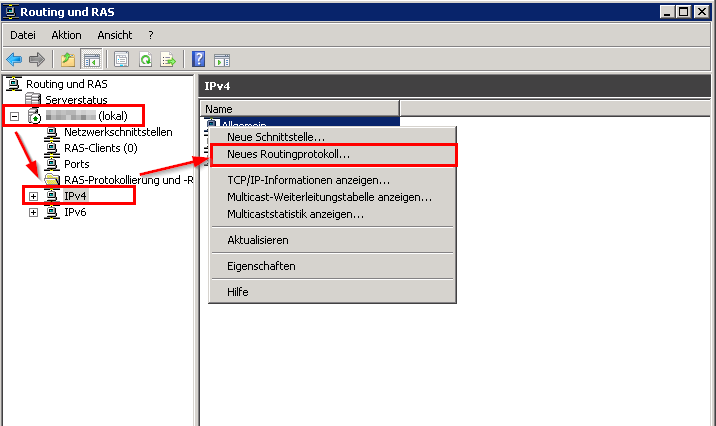 Routing und RAS
Datei Aktion Ansicht ?
Routing und RAS
Serverstatus
(lokal)
Netzwerkschnittstellen
RAS-Clients (0)
Ports
RAS-Protokollierung und -R
IPv4
IPv6
IPv4
Name
Allgemein
Neue Schnittstelle...
Neues Routingprotokoll...
TCP/IP-Informationen anzeigen...
Multicast-Weiterleitungstabelle anzeigen...
Multicaststatistik anzeigen...
Aktualisieren
Eigenschaften
Hilfe